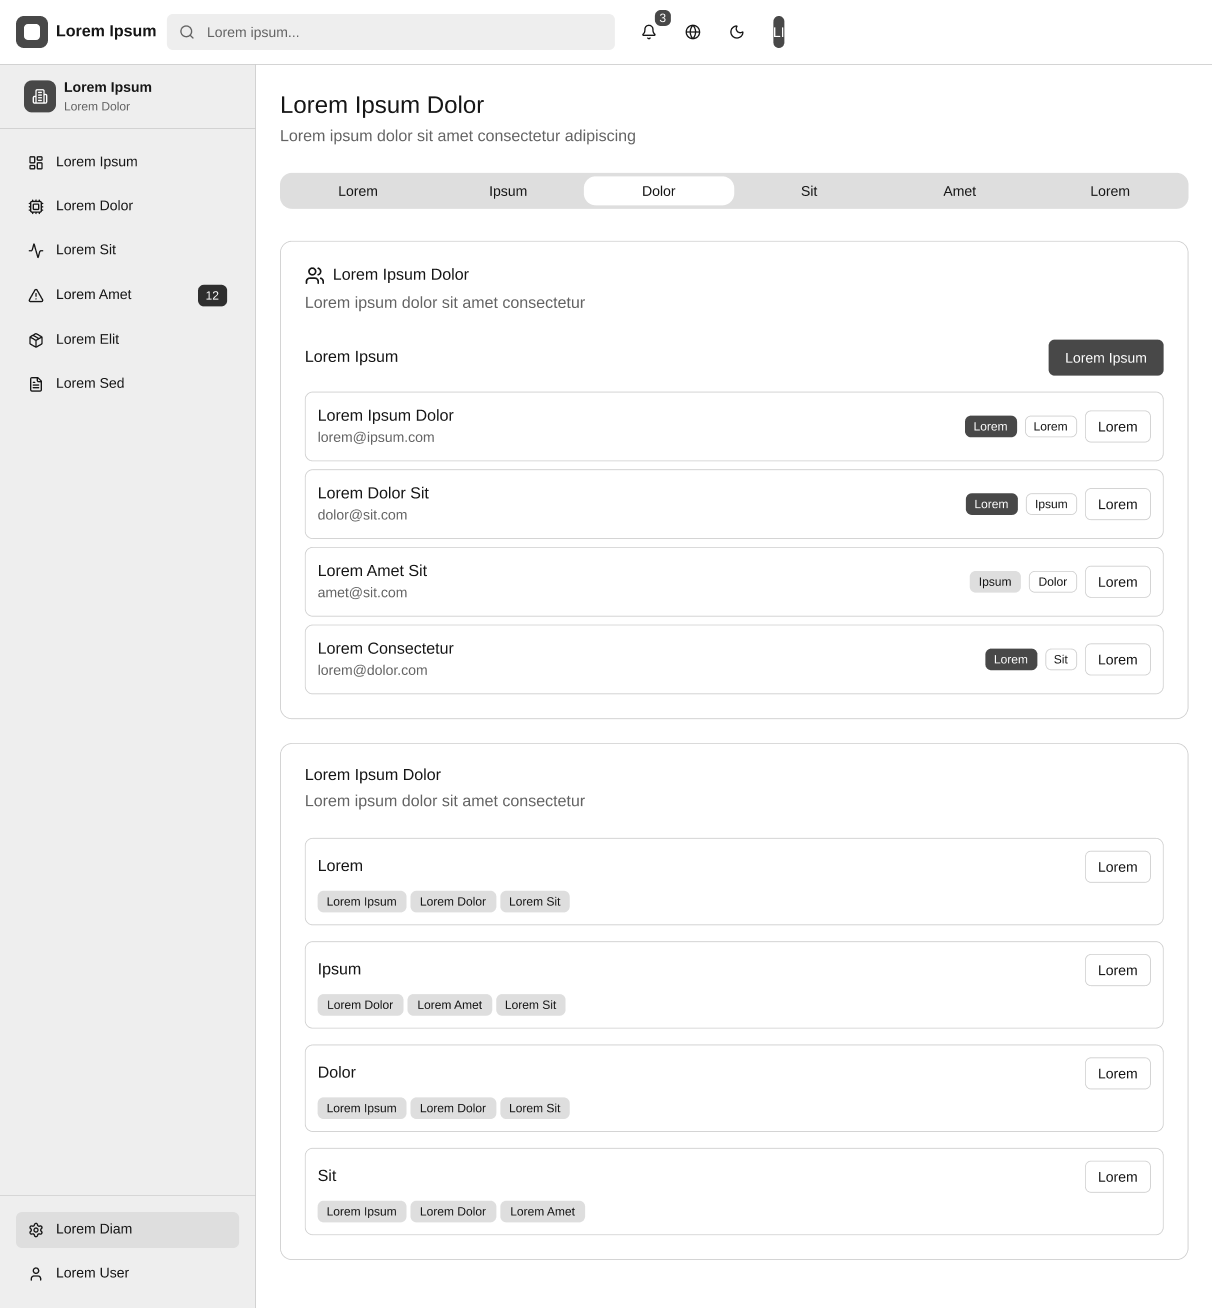 Lorem Ipsum
Lorem ipsum...
3
LI
Lorem Ipsum
Lorem Dolor
Lorem Ipsum
Lorem Dolor
Lorem Sit
Lorem Amet
12
Lorem Elit
Lorem Sed
Lorem Diam
Lorem User
Lorem Ipsum Dolor
Lorem ipsum dolor sit amet consectetur adipiscing
Lorem Ipsum Dolor Sit Amet Lorem
Lorem Ipsum Dolor
Lorem ipsum dolor sit amet consectetur
Lorem Ipsum
Lorem Ipsum
Lorem Ipsum Dolor
lorem@ipsum.com
Lorem Lorem Lorem
Lorem Dolor Sit
dolor@sit.com
Lorem Ipsum Lorem
Lorem Amet Sit
amet@sit.com
Ipsum Dolor Lorem
Lorem Consectetur
lorem@dolor.com
Lorem Sit Lorem
Lorem Ipsum Dolor
Lorem ipsum dolor sit amet consectetur
Lorem
Lorem
Lorem Ipsum Lorem Dolor Lorem Sit
Ipsum
Lorem
Lorem Dolor Lorem Amet Lorem Sit
Dolor
Lorem
Lorem Ipsum Lorem Dolor Lorem Sit
Sit
Lorem
Lorem Ipsum Lorem Dolor Lorem Amet